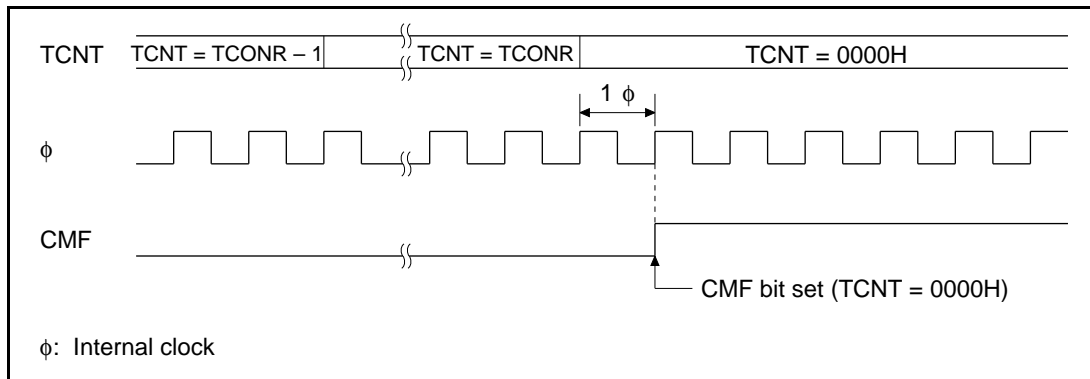 TCNT TCNT = TCONR – 1 TCNT = TCONR TCNT = 0000H
1 ϕ
ϕ
CMF
CMF bit set (TCNT = 0000H)
ϕ: Internal clock